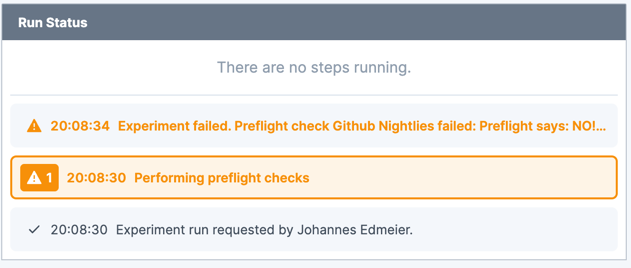 Run Status
There are no steps running.
20:08:34 Experiment failed. Preflight check Github Nightlies failed: Preflight says: NO!...
1 20:08:30 Performing preflight checks
20:08:30 Experiment run requested by Johannes Edmeier.